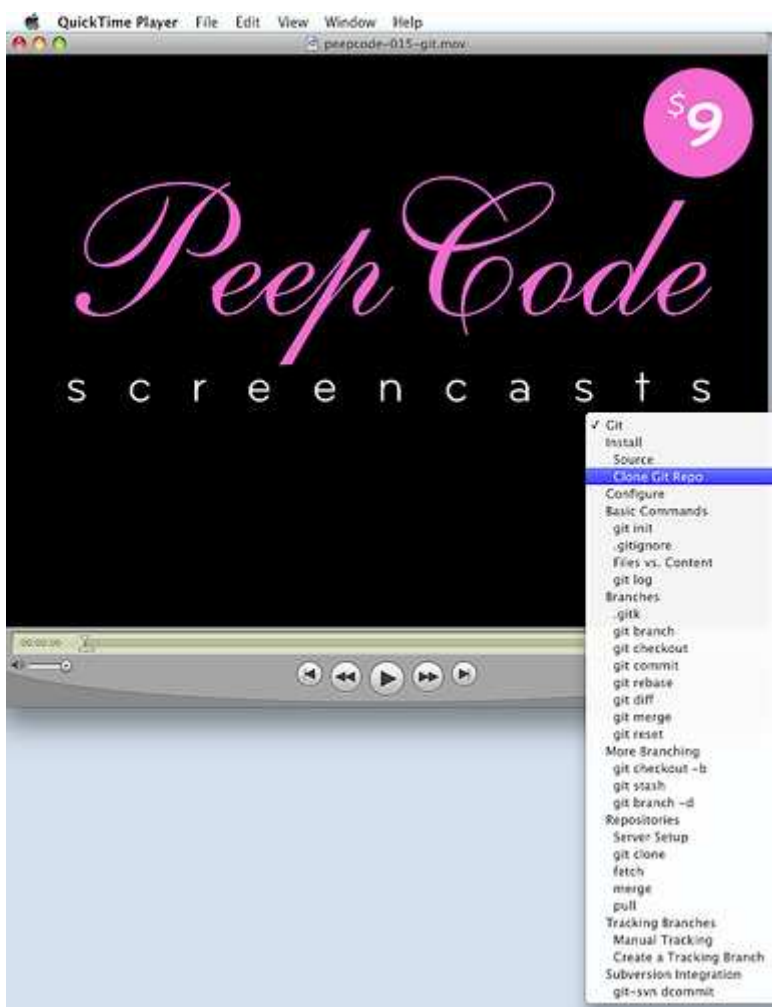 QuickTime Player File Edit View Window Help
peepcode-015-git.mov
$9
PeepCode
screencasts
✓ Git
Install
Source
Clone Git Repo
Configure
Basic Commands
git init
.gitignore
Files vs. Content
git log
Branches
.gitk
git branch
git checkout
git commit
git rebase
git diff
git merge
git reset
More Branching
git checkout -b
git stash
git branch -d
Repositories
Server Setup
git clone
fetch
merge
pull
Tracking Branches
Manual Tracking
Create a Tracking Branch
Subversion Integration
git-svn dcommit